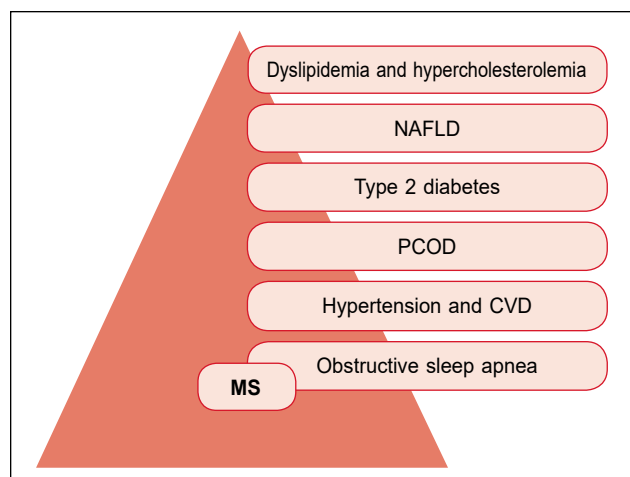 Dyslipidemia and hypercholesterolemia
NAFLD
Type 2 diabetes
PCOD
Hypertension and CVD
Obstructive sleep apnea
MS